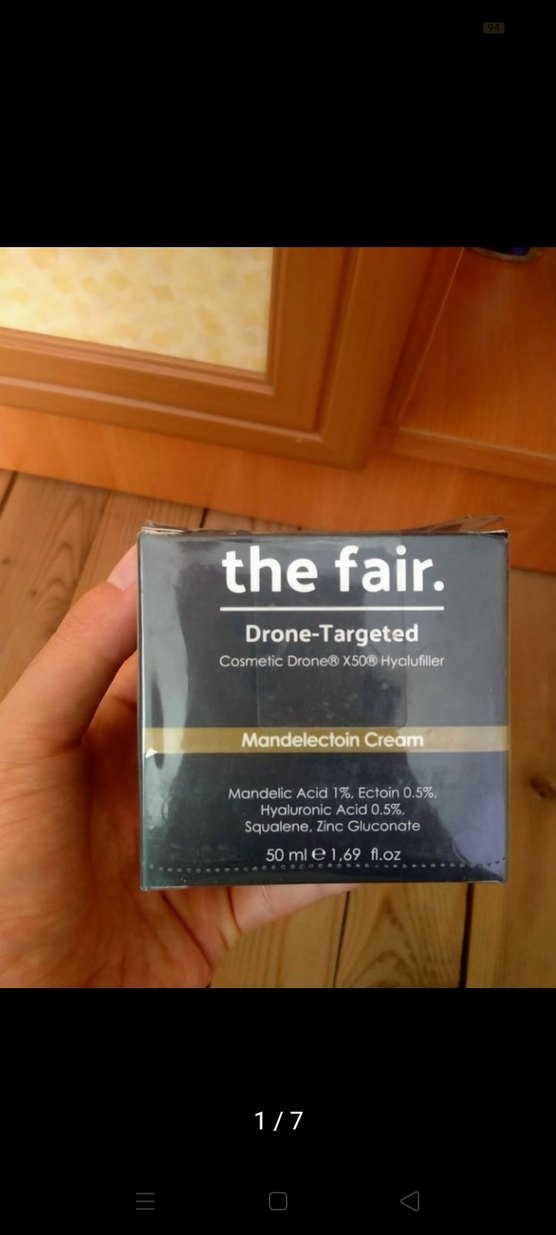 94
the fair.
Drone-Targeted
Cosmetic Drone® X50® Hyalufiller
Mandelectoin Cream
Mandelic Acid 1%, Ectoin 0.5%,
Hyaluronic Acid 0.5%,
Squalene, Zinc Gluconate
50 ml e 1,69 fl.oz
1 / 7